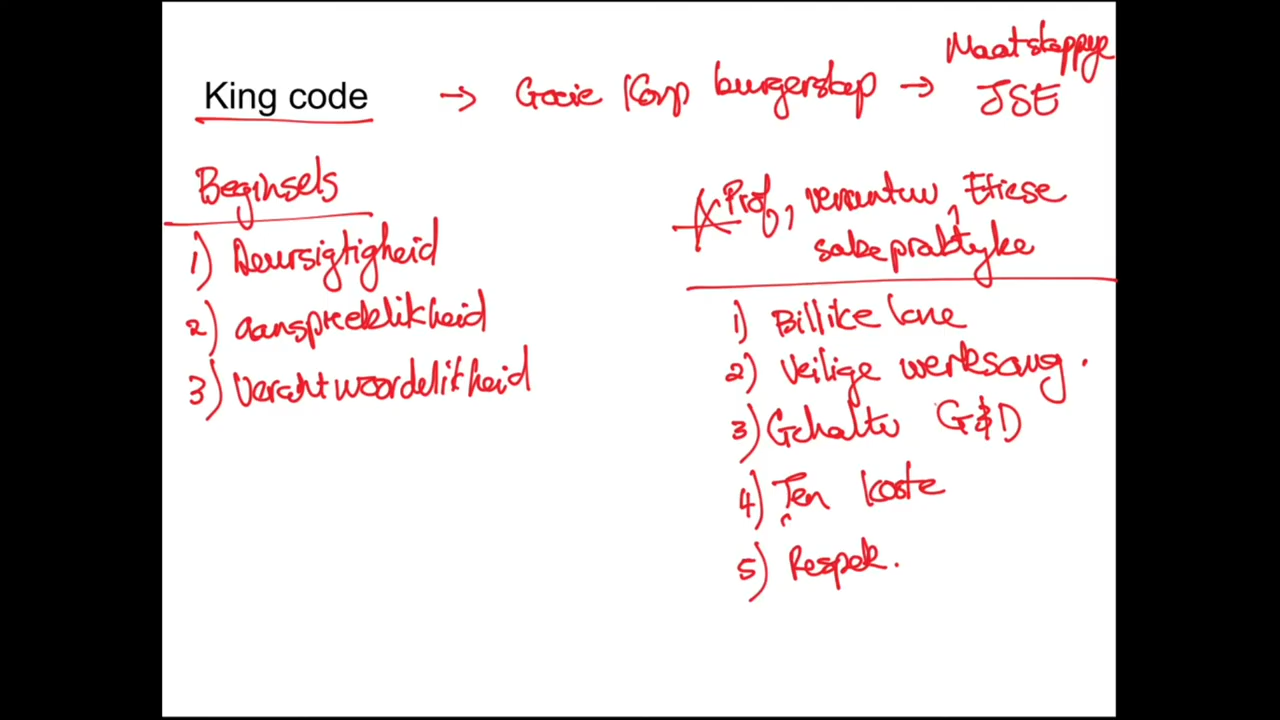 Maatskappye
King code → Goeie Korp burgerskap → JSE
Beginsels
1) Deursigtigheid
2) aanspreeklikheid
3) Verantwoordelikheid
Prof, verantw, Etiese
sakepraktyke
1) Billike lone
2) Veilige werksomg.
3) Gehalte G&D
4) Ten koste
5) Respek.